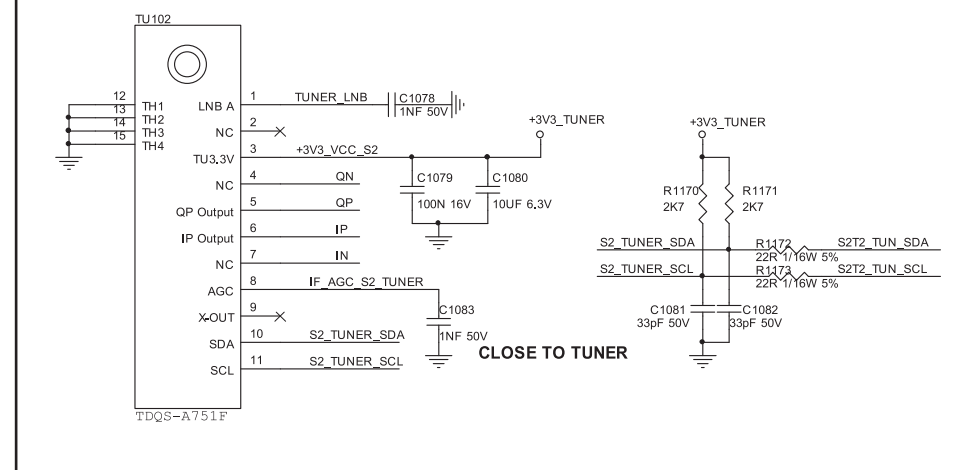 TU102
12 TH1
13 TH2
14 TH3
15 TH4
LNB A 1 TUNER_LNB
C1078
1NF 50V
NC 2
TU3.3V 3 +3V3_VCC_S2
+3V3_TUNER
C1079
100N 16V
C1080
10UF 6.3V
NC 4 QN
QP Output 5 QP
IP Output 6 IP
NC 7 IN
AGC 8 IF_AGC_S2_TUNER
C1083
1NF 50V
X-OUT 9
SDA 10 S2_TUNER_SDA
SCL 11 S2_TUNER_SCL
CLOSE TO TUNER
TDQS-A751F
+3V3_TUNER
R1170
2K7
R1171
2K7
S2_TUNER_SDA R1172 S2T2_TUN_SDA
22R 1/16W 5%
S2_TUNER_SCL R1173 S2T2_TUN_SCL
22R 1/16W 5%
C1081
33pF 50V
C1082
33pF 50V